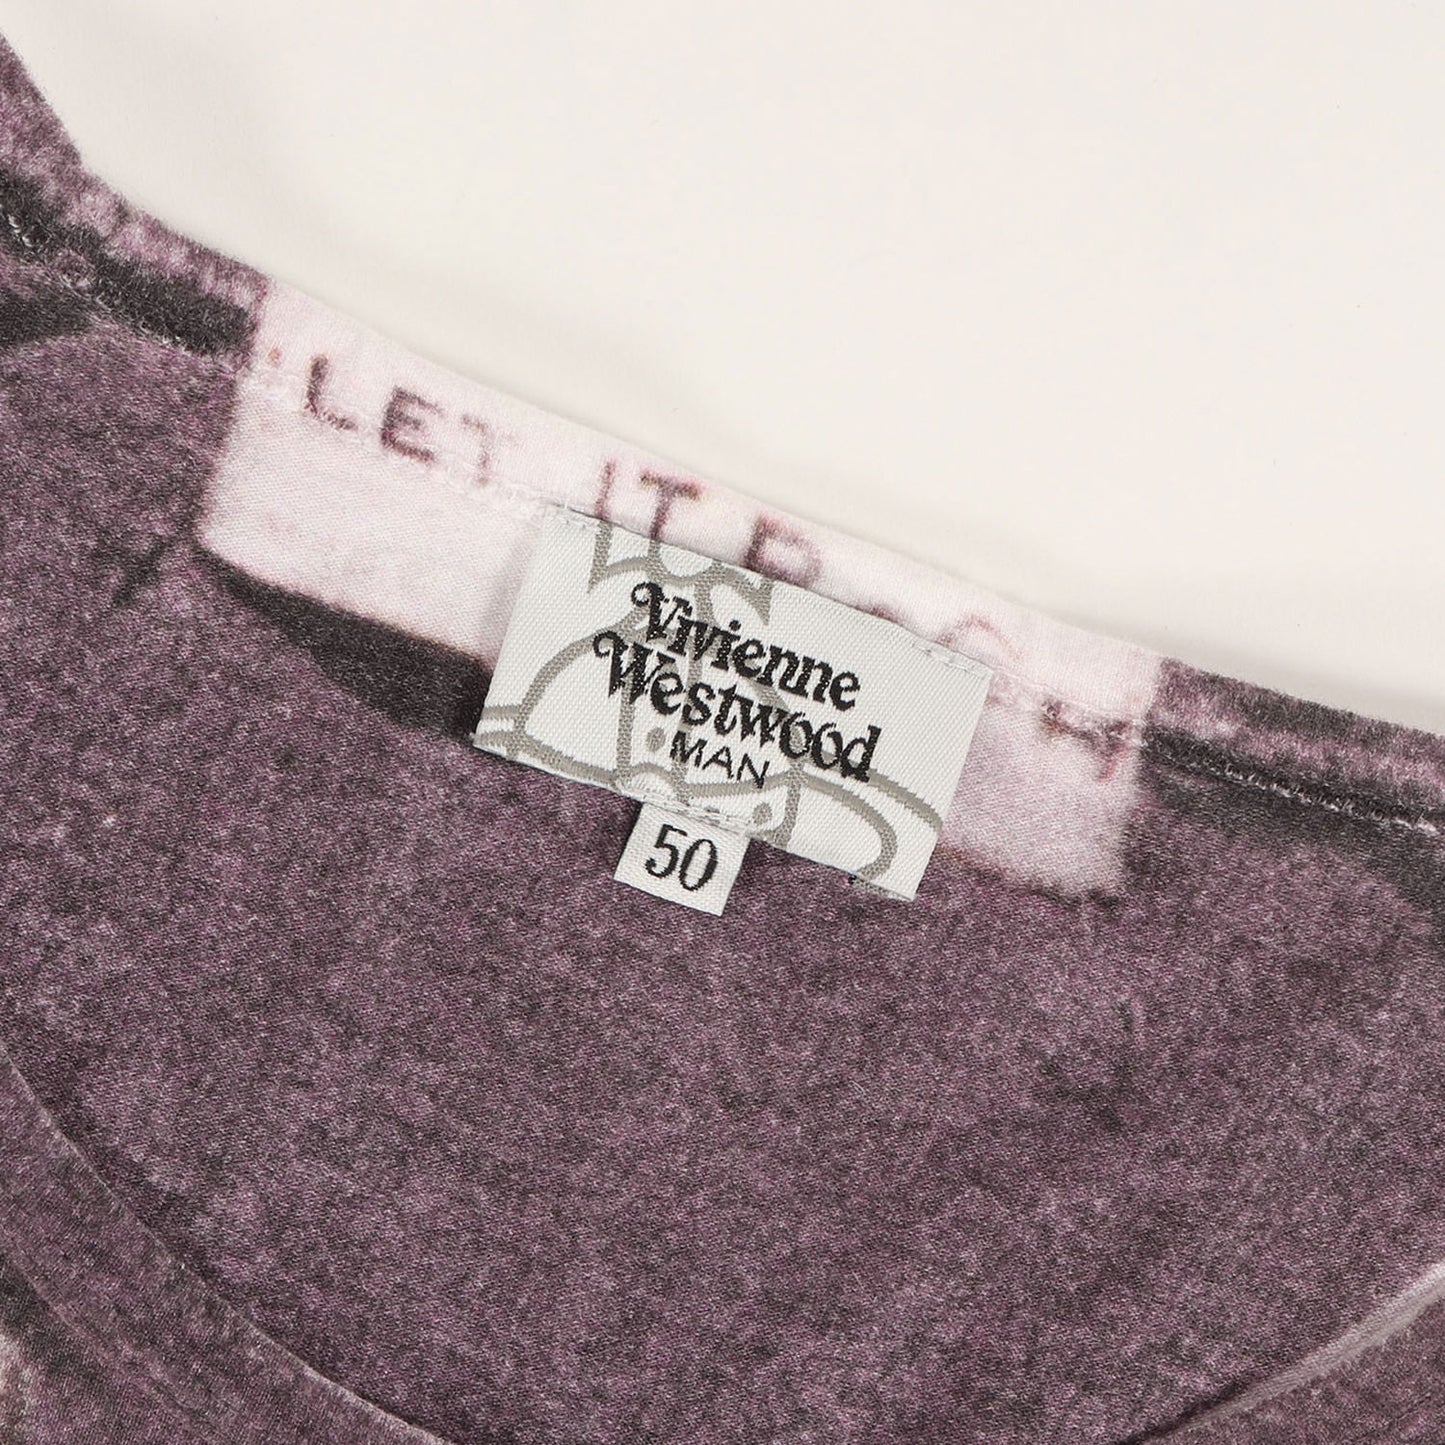 "LET IT R
Vivienne
Westwood
MAN
50